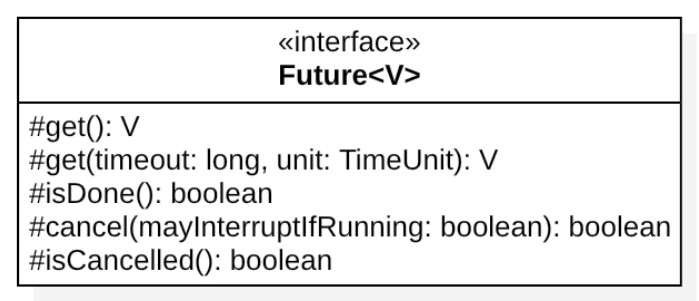 «interface»
Future<V>
#get(): V
#get(timeout: long, unit: TimeUnit): V
#isDone(): boolean
#cancel(mayInterruptIfRunning: boolean): boolean
#isCancelled(): boolean